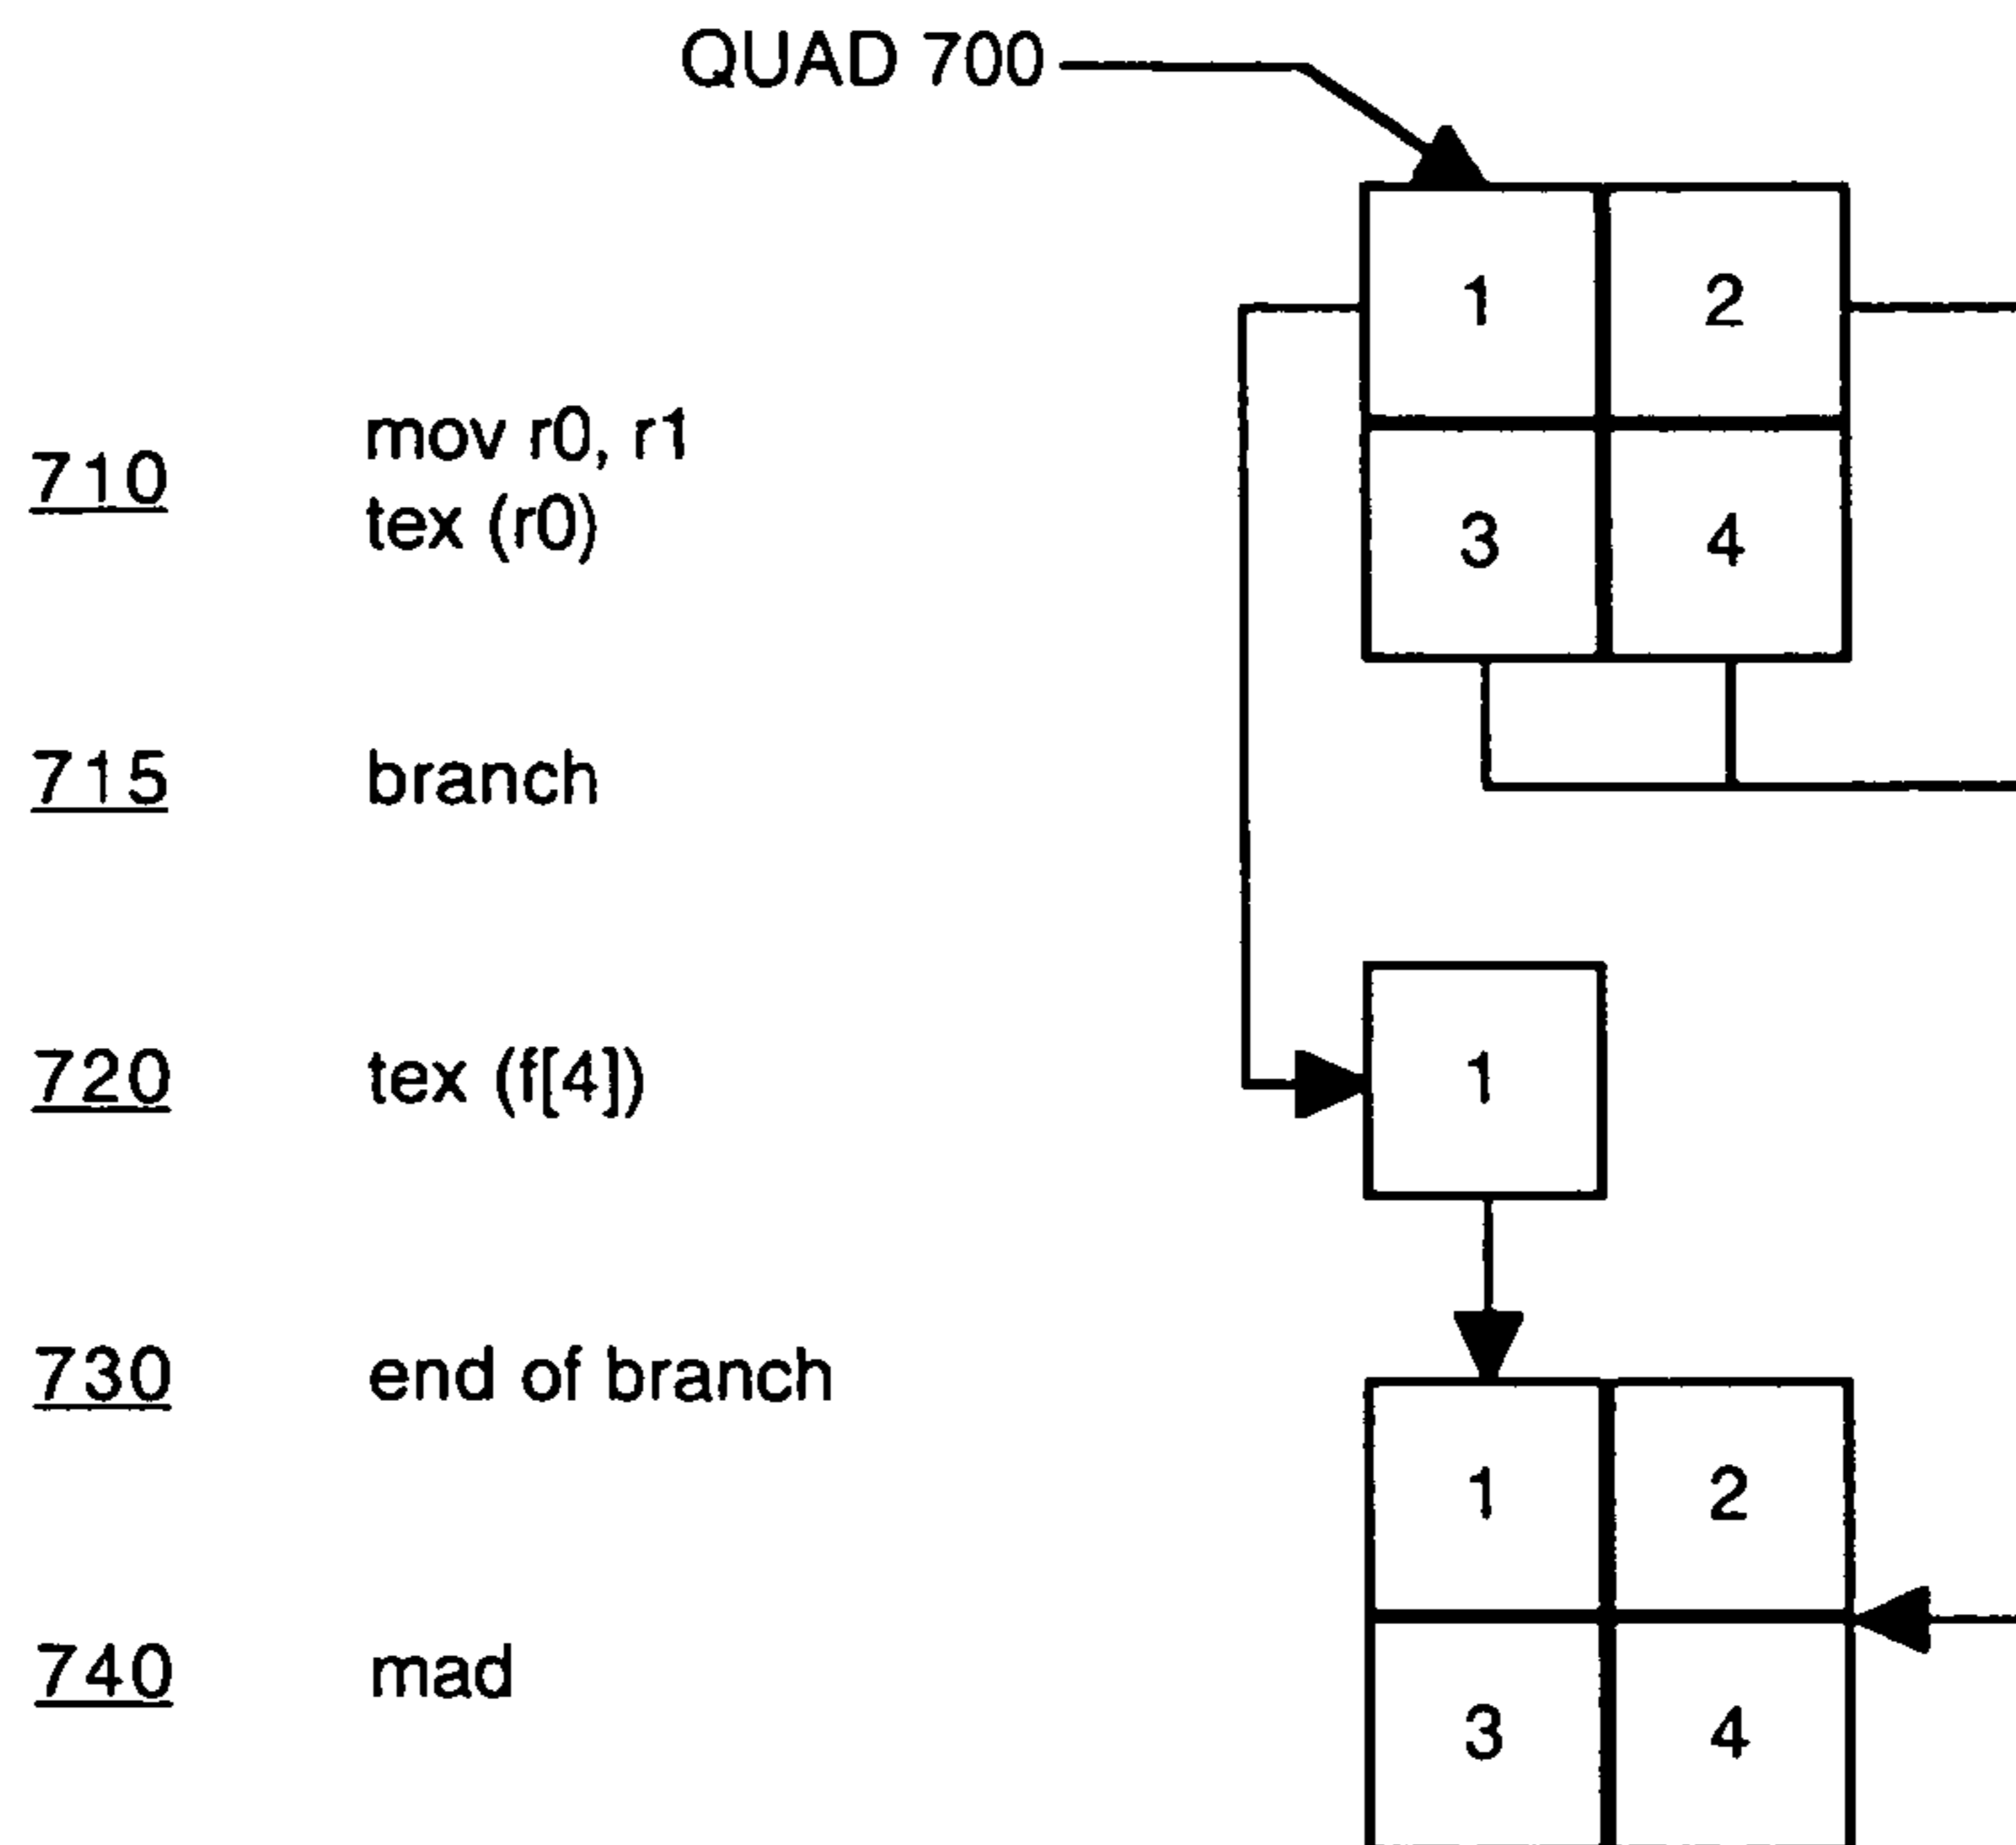 QUAD 700
1 2
mov r0, r1
710
tex (r0)
3 4
715 branch
720 tex (f[4]) 1
730 end of branch
1 2
740 mad
3 4